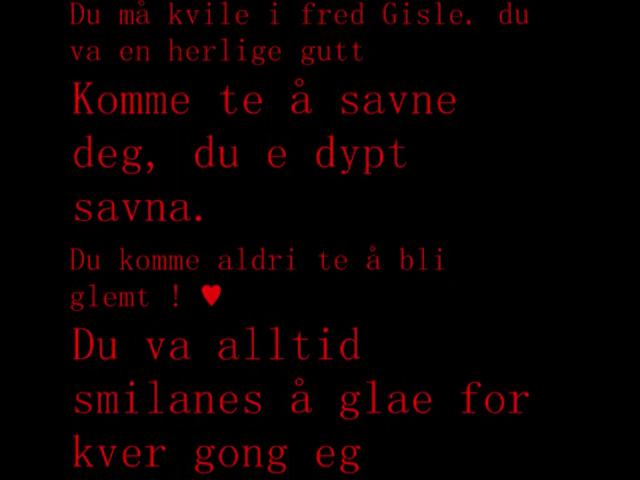 Du må kvile i fred Gisle. du
va en herlige gutt
Komme te å savne
deg, du e dypt
savna.
Du komme aldri te å bli
glemt ! ♥
Du va alltid
smilanes å glae for
kver gong eg